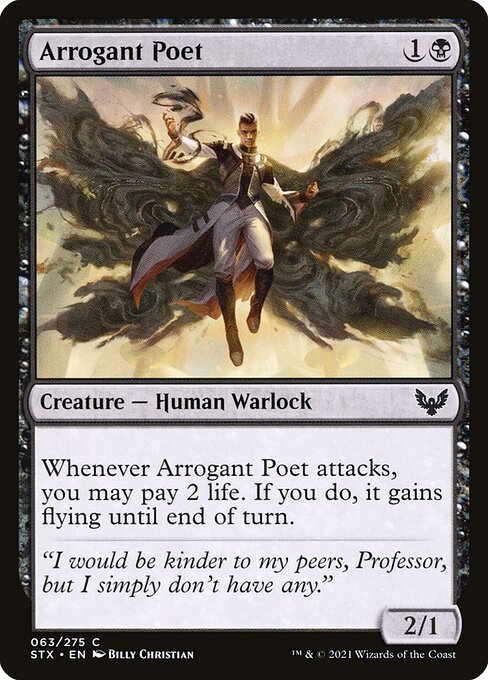 Arrogant Poet 1
Creature — Human Warlock
Whenever Arrogant Poet attacks,
you may pay 2 life. If you do, it gains
flying until end of turn.
“I would be kinder to my peers, Professor,
but I simply don’t have any.”
2/1
063/275 C
STX • EN Billy Christian
™ & © 2021 Wizards of the Coast